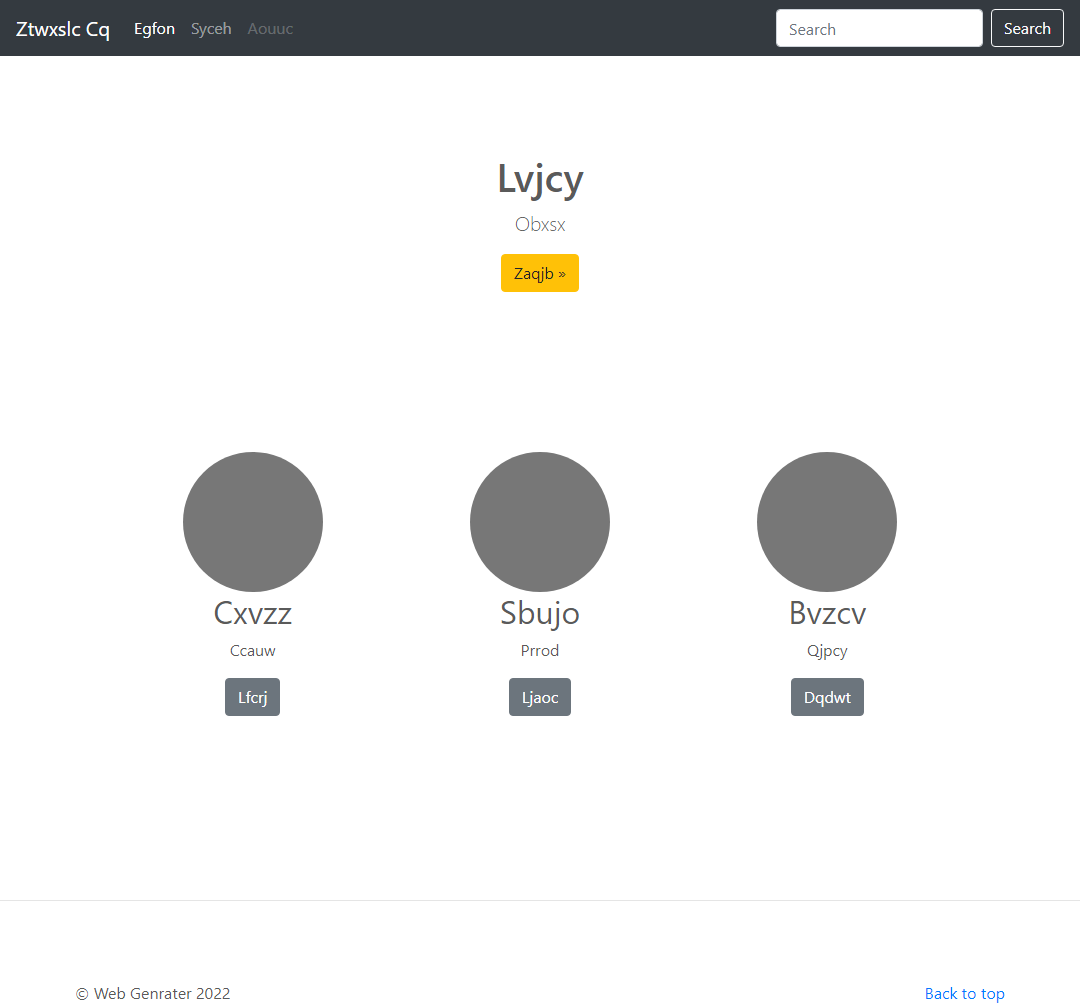 Ztwxslc Cq Egfon Syceh Aouuc Search Search
Lvjcy
Obxsx
Zaqjb »
Cxvzz Sbujo Bvzcv
Ccauw Prrod Qjpcy
Lfcrj Ljaoc Dqdwt
© Web Genrater 2022 Back to top